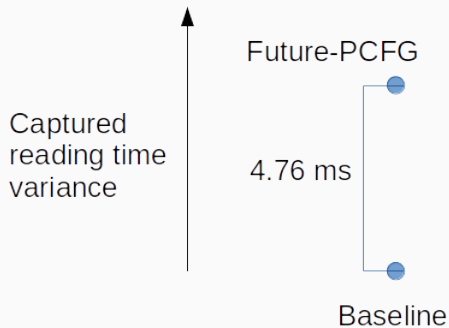 Future-PCFG
Captured
reading time
variance
4.76 ms
Baseline